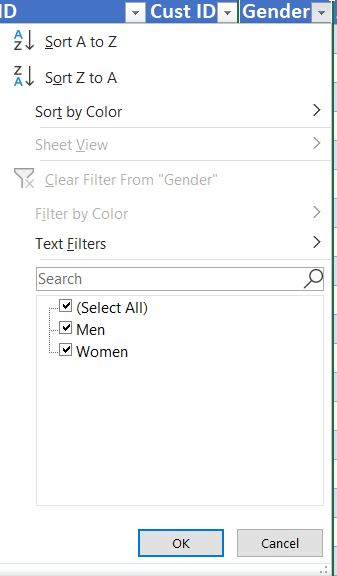 ID Cust ID Gender
Sort A to Z
Sort Z to A
Sort by Color
Sheet View
Clear Filter From "Gender"
Filter by Color
Text Filters
Search
(Select All)
Men
Women
OK Cancel